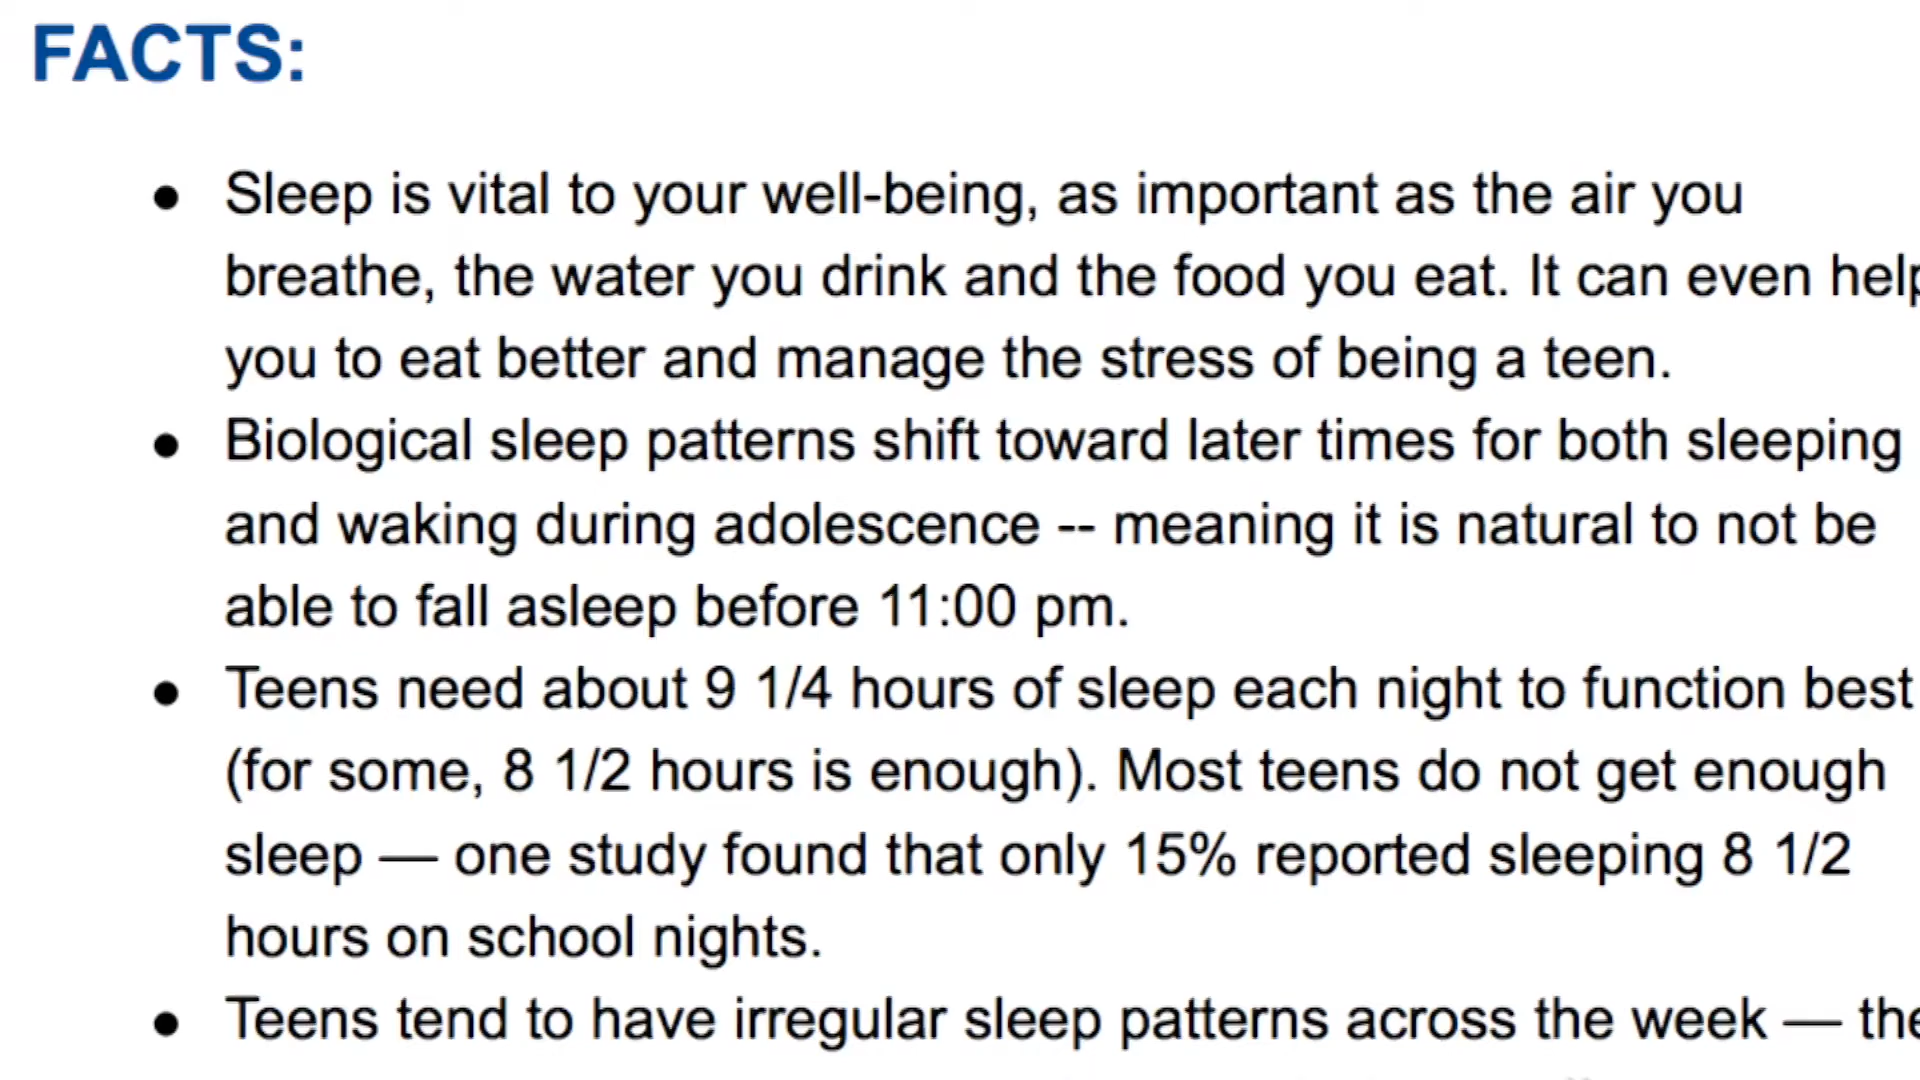 FACTS:
● Sleep is vital to your well-being, as important as the air you
breathe, the water you drink and the food you eat. It can even help
you to eat better and manage the stress of being a teen.
● Biological sleep patterns shift toward later times for both sleeping
and waking during adolescence -- meaning it is natural to not be
able to fall asleep before 11:00 pm.
● Teens need about 9 1/4 hours of sleep each night to function best
(for some, 8 1/2 hours is enough). Most teens do not get enough
sleep — one study found that only 15% reported sleeping 8 1/2
hours on school nights.
● Teens tend to have irregular sleep patterns across the week —